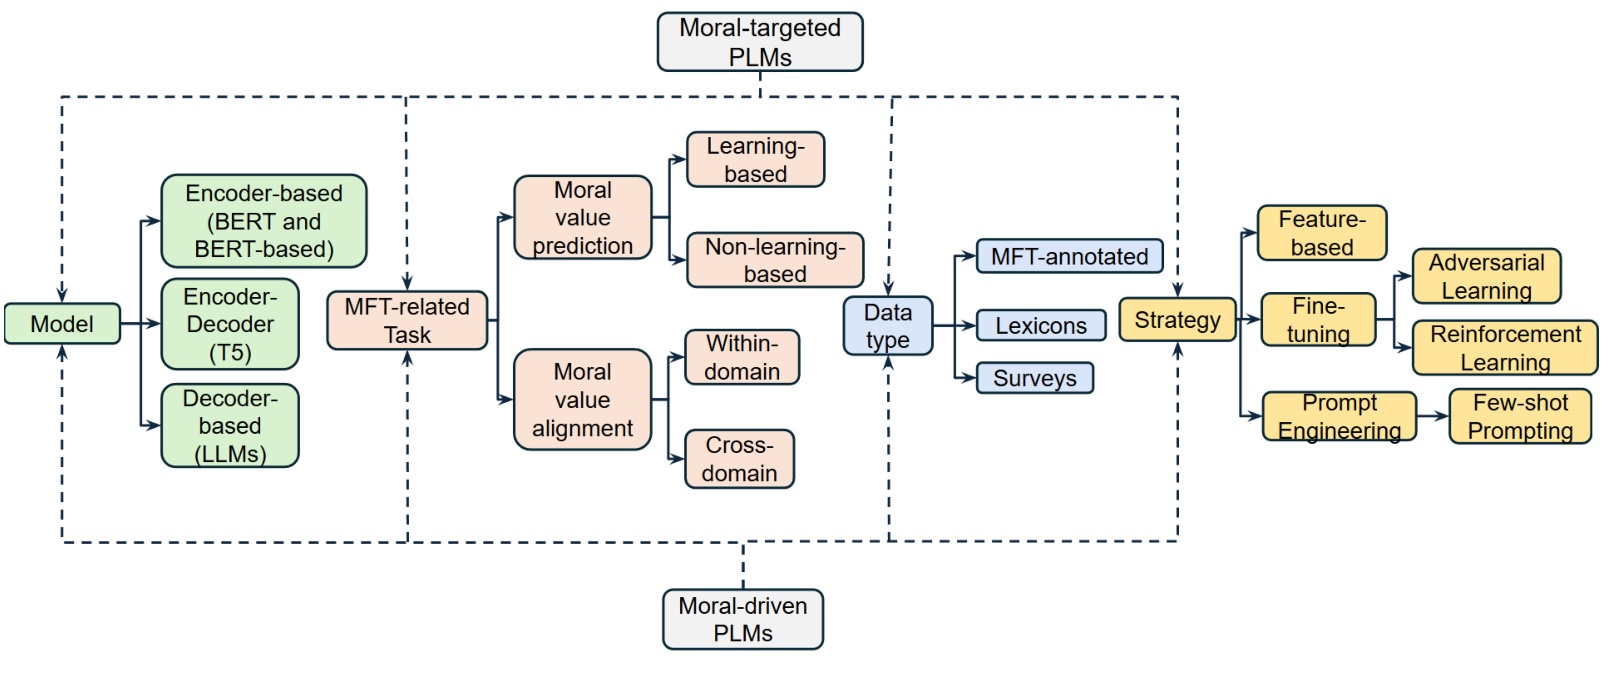 Moral-targeted
PLMs
Model
Encoder-based
(BERT and
BERT-based)
Encoder-
Decoder
(T5)
Decoder-
based
(LLMs)
MFT-related
Task
Moral
value
prediction
Learning-
based
Non-learning-
based
Moral
value
alignment
Within-
domain
Cross-
domain
Data
type
MFT-annotated
Lexicons
Surveys
Strategy
Feature-
based
Fine-
tuning
Adversarial
Learning
Reinforcement
Learning
Prompt
Engineering
Few-shot
Prompting
Moral-driven
PLMs